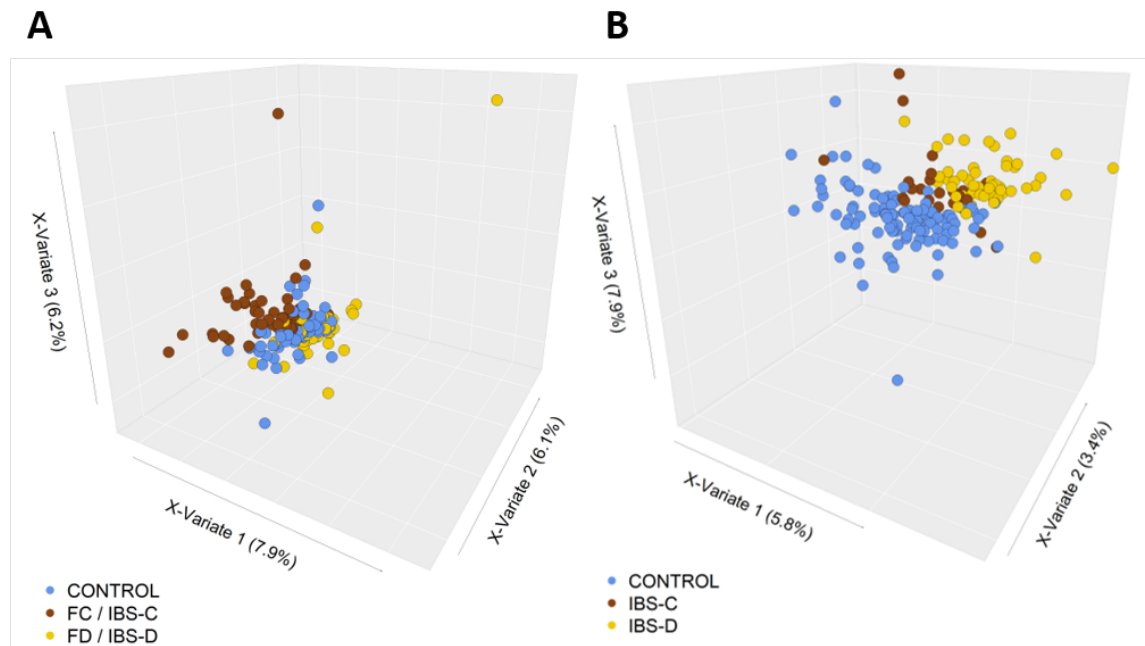 A
X-Variate 3 (6.2%)
X-Variate 1 (7.9%)
X-Variate 2 (6.1%)
CONTROL
FC / IBS-C
FD / IBS-D
B
X-Variate 3 (7.9%)
X-Variate 1 (5.8%)
X-Variate 2 (3.4%)
CONTROL
IBS-C
IBS-D